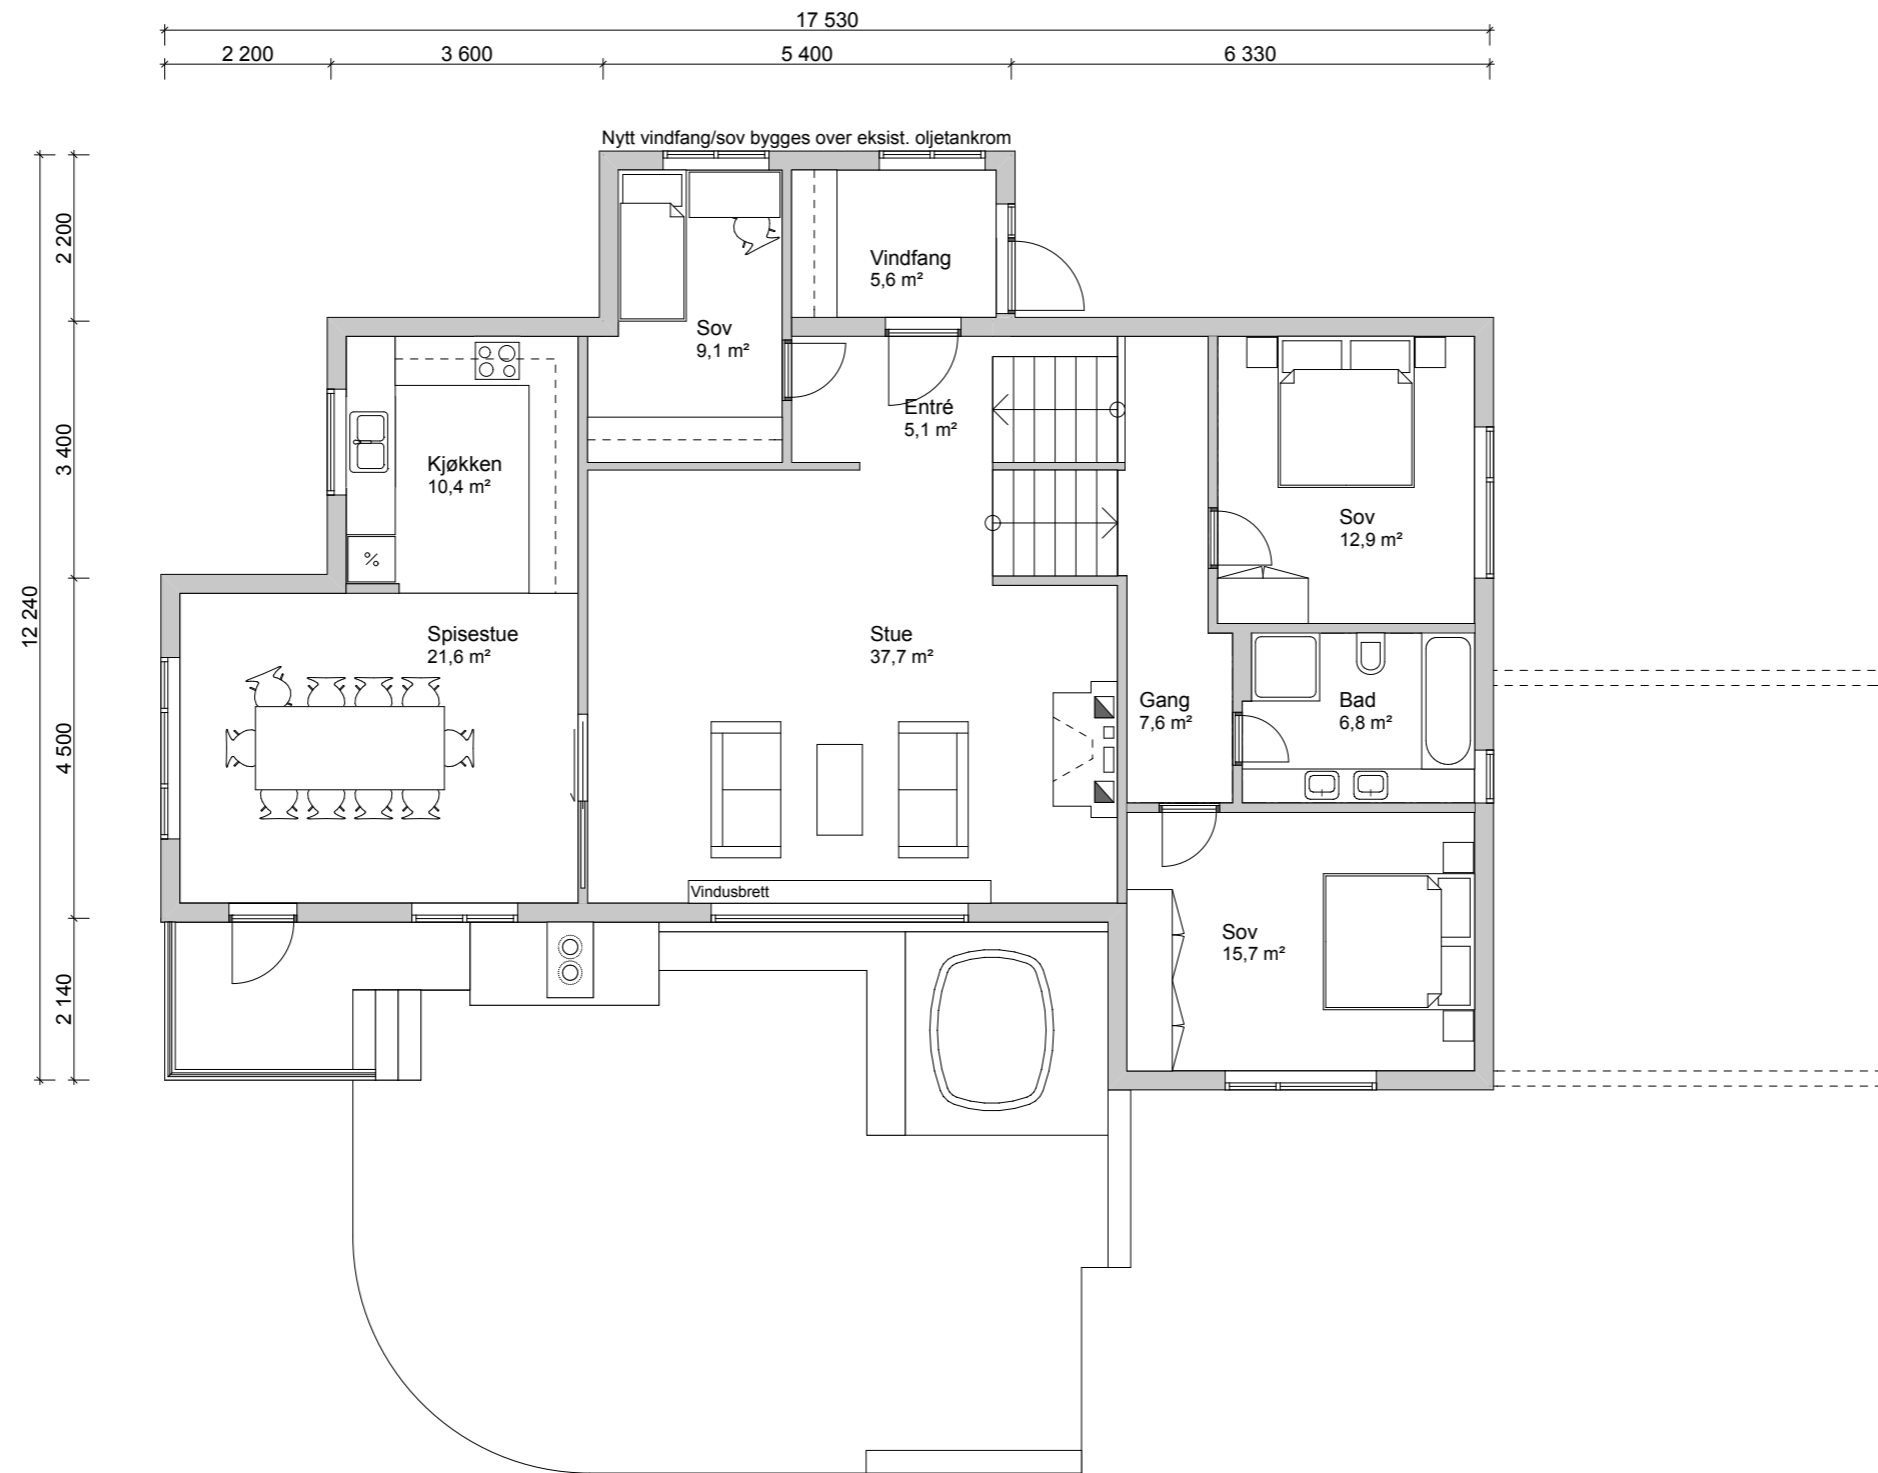 17 530
2 200
3 600
5 400
6 330
Nytt vindfang/sov bygges over eksist. oljetankrom
12 240
2 200
3 400
4 500
2 140
Vindfang
5,6 m²
Sov
9,1 m²
Entré
5,1 m²
Kjøkken
10,4 m²
%
Sov
12,9 m²
Spisestue
21,6 m²
Stue
37,7 m²
Gang
7,6 m²
Bad
6,8 m²
Vindusbrett
Sov
15,7 m²